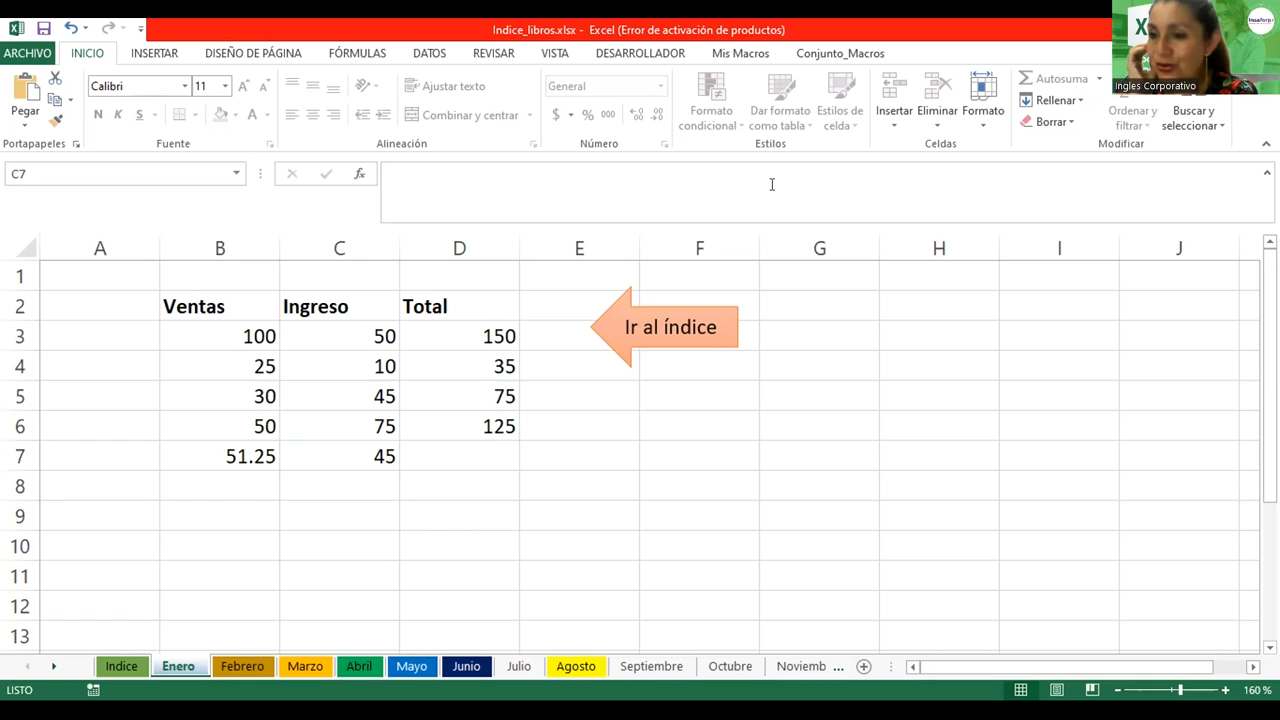 Indice_libros.xlsx - Excel (Error de activación de productos)
ARCHIVO INICIO INSERTAR DISEÑO DE PÁGINA FÓRMULAS DATOS REVISAR VISTA DESARROLLADOR Mis Macros Conjunto_Macros
Ingles Corporativo
Pegar
Calibri 11
N K S
Ajustar texto
Combinar y centrar
General
$ % 000
Formato condicional
Dar formato como tabla
Estilos de celda
Insertar
Eliminar
Formato
Autosuma
Rellenar
Borrar
Ordenar y filtrar
Buscar y seleccionar
Portapapeles Fuente Alineación Número Estilos Celdas Modificar
C7 fx
A B C D E F G H I J
1
2 Ventas Ingreso Total
3 100 50 150
Ir al índice
4 25 10 35
5 30 45 75
6 50 75 125
7 51.25 45
8
9
10
11
12
13
Indice Enero Febrero Marzo Abril Mayo Junio Julio Agosto Septiembre Octubre Noviemb ...
LISTO 160 %